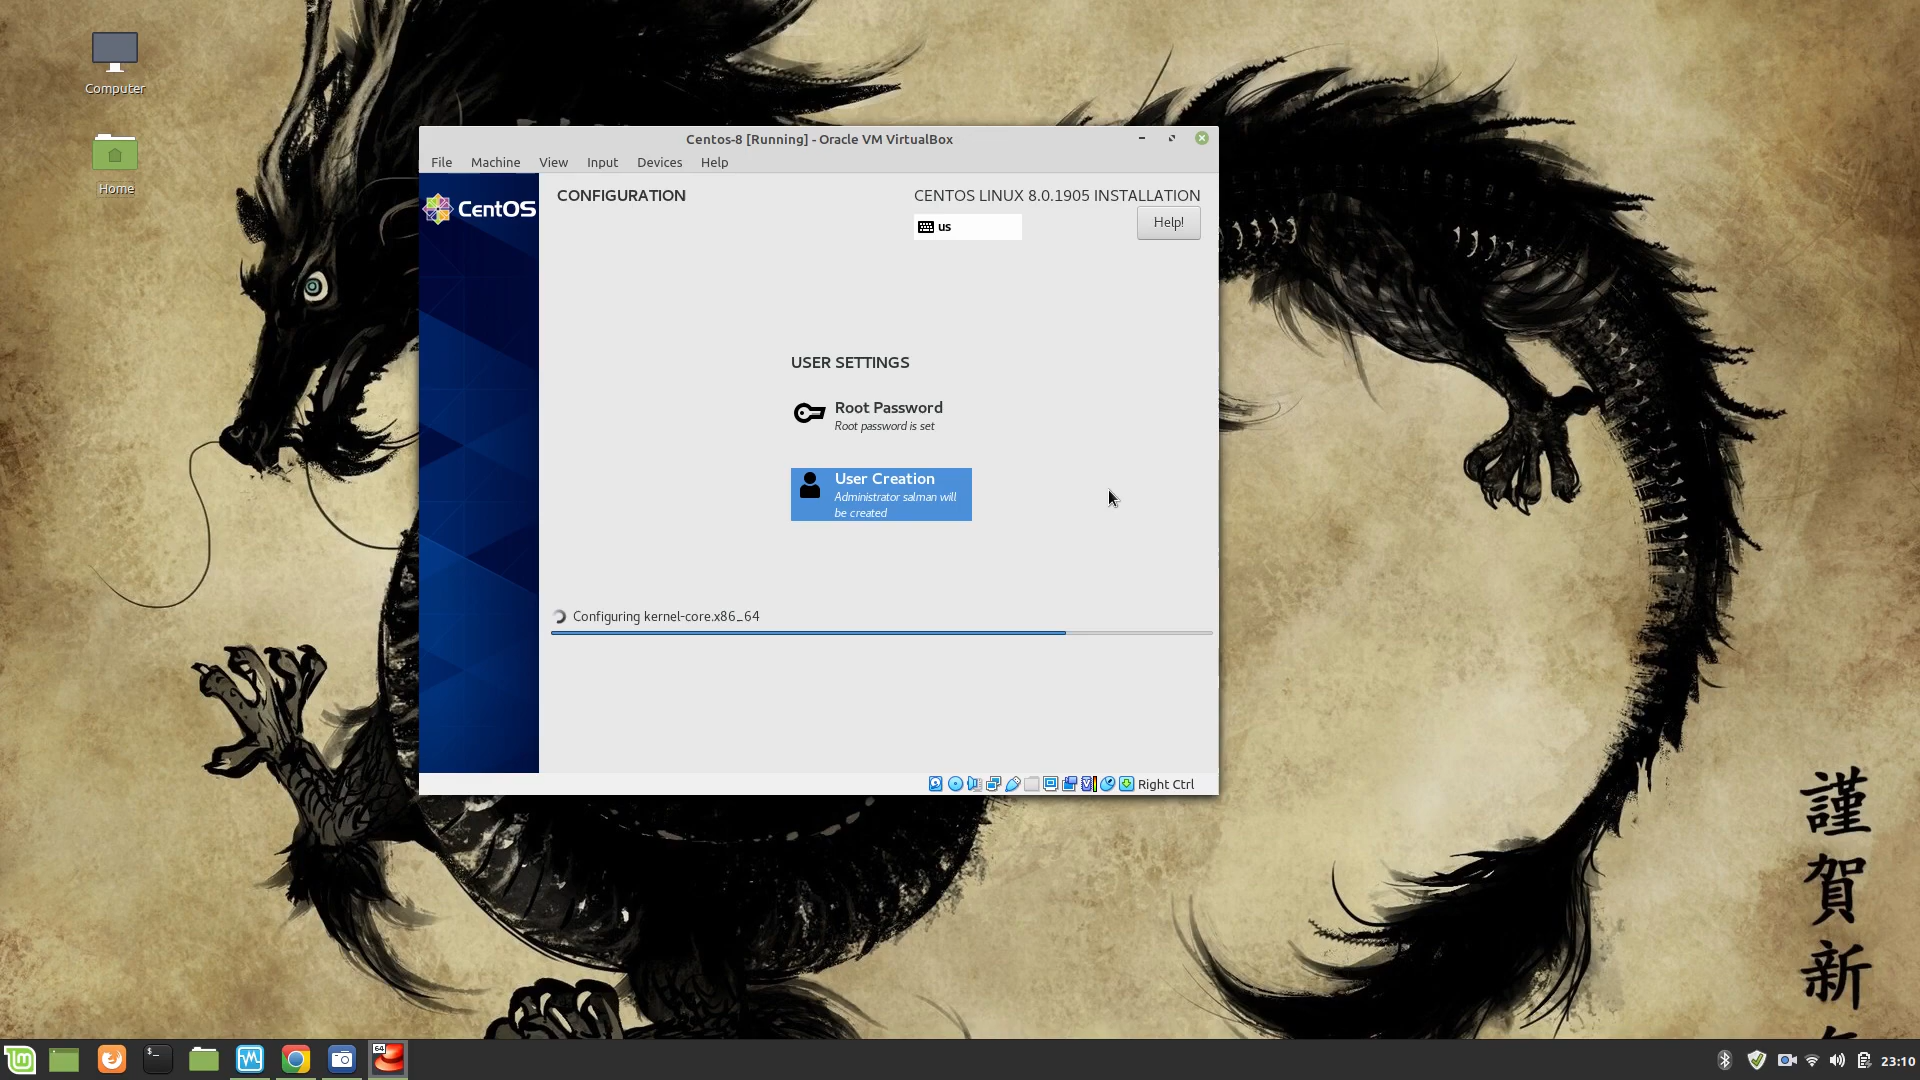 Computer
Home
Centos-8 [Running] - Oracle VM VirtualBox
File Machine View Input Devices Help
CentOS
CONFIGURATION
CENTOS LINUX 8.0.1905 INSTALLATION
us
Help!
USER SETTINGS
Root Password
Root password is set
User Creation
Administrator salman will
be created
Configuring kernel-core.x86_64
Right Ctrl
謹
賀
新
64
$_
23:10